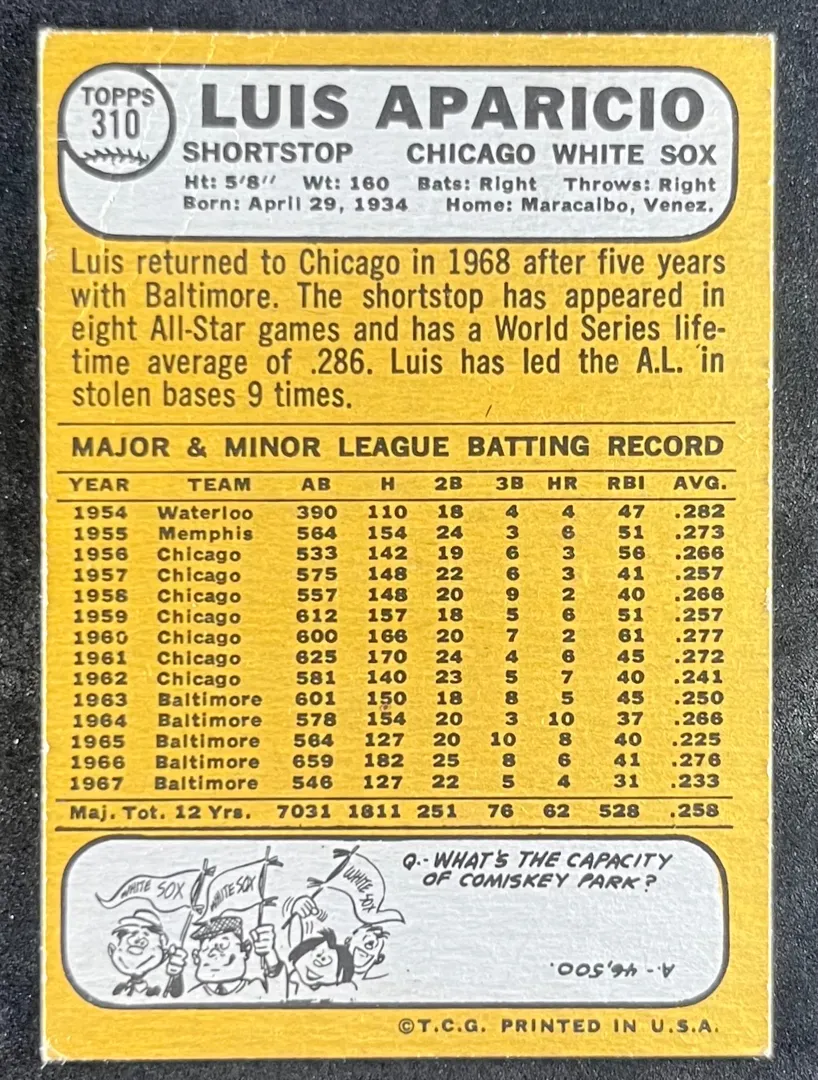 TOPPS
310
LUIS APARICIO
SHORTSTOP CHICAGO WHITE SOX
Ht: 5'8'' Wt: 160 Bats: Right Throws: Right
Born: April 29, 1934 Home: Maracaibo, Venez.
Luis returned to Chicago in 1968 after five years
with Baltimore. The shortstop has appeared in
eight All-Star games and has a World Series life-
time average of .286. Luis has led the A.L. in
stolen bases 9 times.
MAJOR & MINOR LEAGUE BATTING RECORD
YEAR TEAM AB H 2B 3B HR RBI AVG.
1954 Waterloo 390 110 18 4 4 47 .282
1955 Memphis 564 154 24 3 6 51 .273
1956 Chicago 533 142 19 6 3 56 .266
1957 Chicago 575 148 22 6 3 41 .257
1958 Chicago 557 148 20 9 2 40 .266
1959 Chicago 612 157 18 5 6 51 .257
1960 Chicago 600 166 20 7 2 61 .277
1961 Chicago 625 170 24 4 6 45 .272
1962 Chicago 581 140 23 5 7 40 .241
1963 Baltimore 601 150 18 8 5 45 .250
1964 Baltimore 578 154 20 3 10 37 .266
1965 Baltimore 564 127 20 10 8 40 .225
1966 Baltimore 659 182 25 8 6 41 .276
1967 Baltimore 546 127 22 5 4 31 .233
Maj. Tot. 12 Yrs. 7031 1811 251 76 62 528 .258
WHITE SOX
WHITE SOX
WHITE SOX
Q.- WHAT'S THE CAPACITY
OF COMISKEY PARK?
A - 46,500.
©T.C.G. PRINTED IN U.S.A.